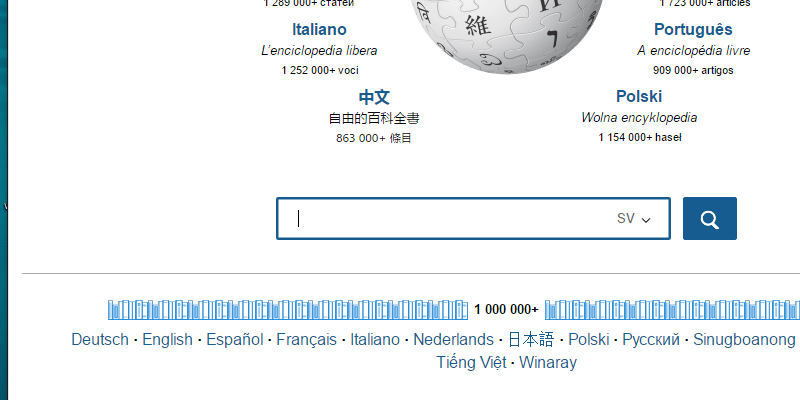 1 289 000+ статей
1 723 000+ articles
Italiano
L'enciclopedia libera
1 252 000+ voci
Português
A enciclopédia livre
909 000+ artigos
中文
自由的百科全書
863 000+ 條目
Polski
Wolna encyklopedia
1 154 000+ haseł
維
И
SV
1 000 000+
Deutsch · English · Español · Français · Italiano · Nederlands · 日本語 · Polski · Русский · Sinugboanong
Tiếng Việt · Winaray